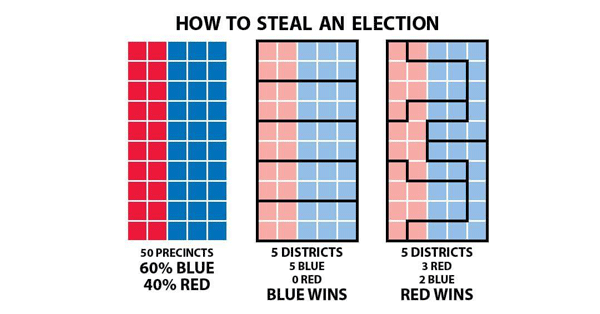 HOW TO STEAL AN ELECTION
50 PRECINCTS
60% BLUE
40% RED
5 DISTRICTS
5 BLUE
0 RED
BLUE WINS
5 DISTRICTS
3 RED
2 BLUE
RED WINS